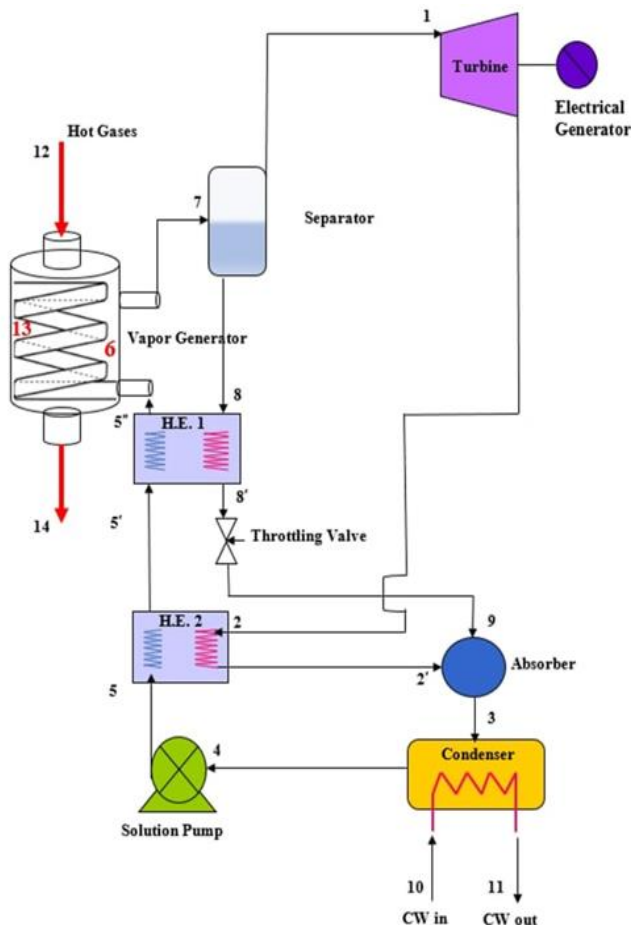 1
Turbine
Electrical
Generator
Hot Gases
12
7
Separator
13
6
Vapor Generator
8
5"
H.E. 1
8'
14
5'
Throttling Valve
H.E. 2
2
9
5
2'
Absorber
3
4
Condenser
Solution Pump
10
11
CW in
CW out